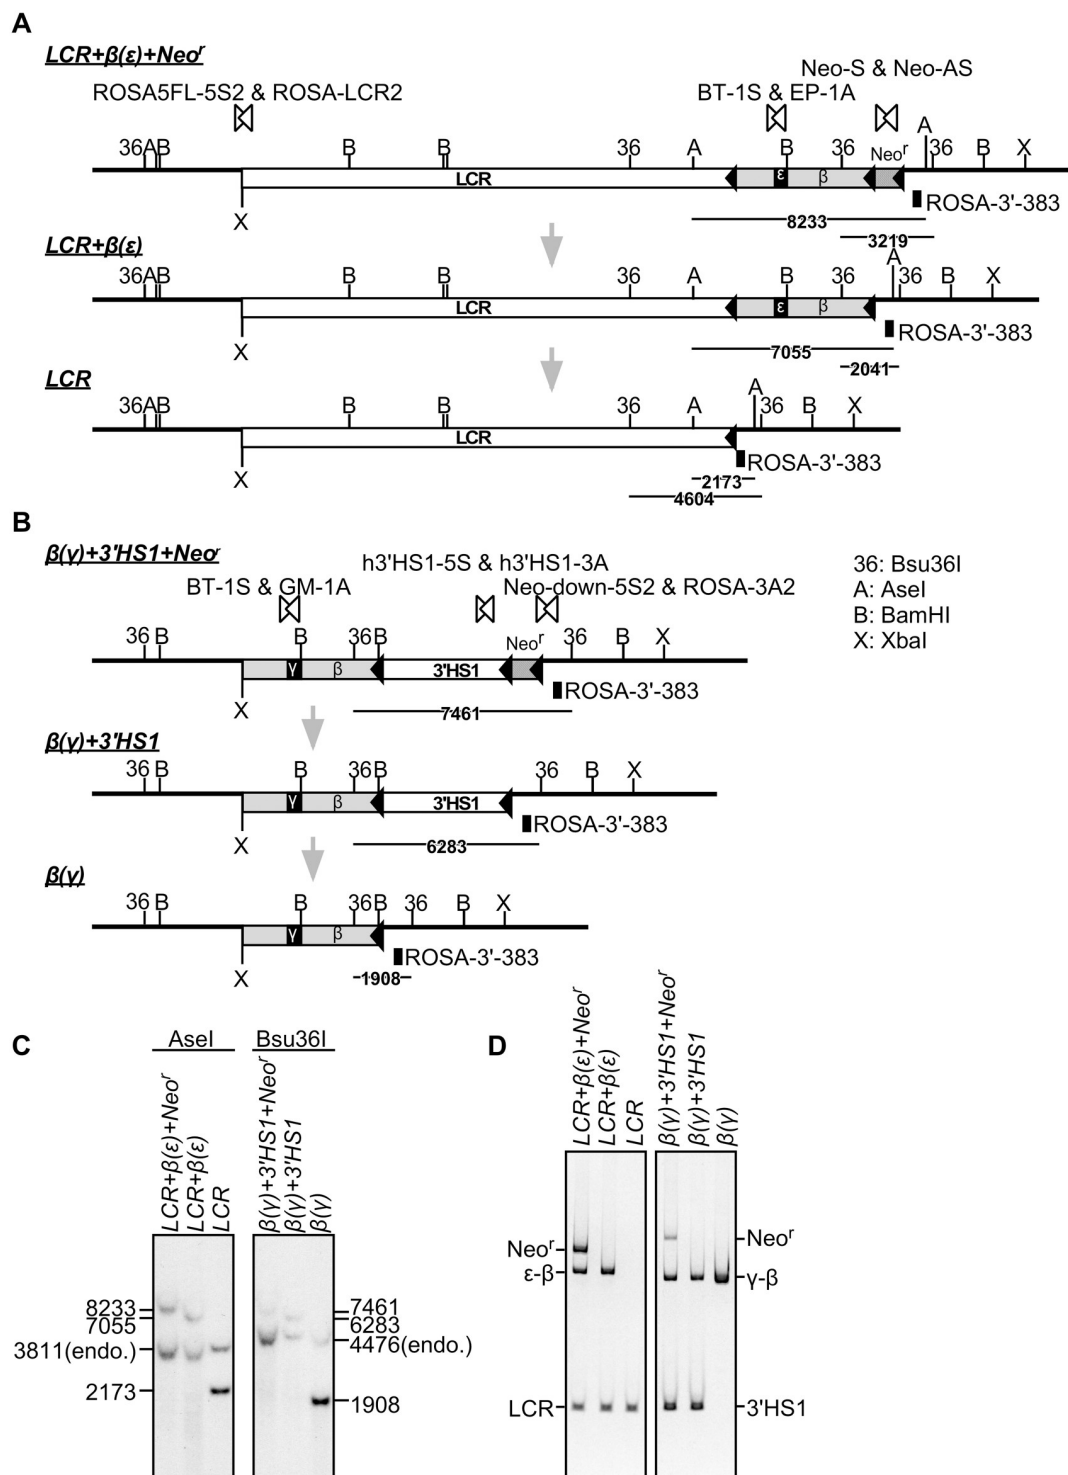 A
LCR+β(ε)+Neoʳ
Neo-S & Neo-AS
ROSA5FL-5S2 & ROSA-LCR2
BT-1S & EP-1A
36 A B B B 36 A B 36 Neoʳ A 36 B X
LCR ε β
X
ROSA-3'-383
8233
3219
LCR+β(ε)
36 A B B B 36 A B 36 A 36 B X
LCR ε β
X
ROSA-3'-383
7055
2041
LCR
36 A B B B 36 A A 36 B X
LCR
X
ROSA-3'-383
2173
4604
B
β(γ)+3'HS1+Neoʳ
h3'HS1-5S & h3'HS1-3A
BT-1S & GM-1A
Neo-down-5S2 & ROSA-3A2
36: Bsu36I
A: AseI
B: BamHI
X: XbaI
36 B B 36 B Neoʳ 36 B X
γ β 3'HS1
X
ROSA-3'-383
7461
β(γ)+3'HS1
36 B B 36 B 36 B X
γ β 3'HS1
X
ROSA-3'-383
6283
β(γ)
36 B B 36 B 36 B X
γ β
X
ROSA-3'-383
1908
C
AseI
Bsu36I
LCR+β(ε)+Neoʳ
LCR+β(ε)
LCR
β(γ)+3'HS1+Neoʳ
β(γ)+3'HS1
β(γ)
8233
7055
3811(endo.)
2173
7461
6283
4476(endo.)
1908
D
LCR+β(ε)+Neoʳ
LCR+β(ε)
LCR
β(γ)+3'HS1+Neoʳ
β(γ)+3'HS1
β(γ)
Neoʳ
ε-β
LCR
Neoʳ
γ-β
3'HS1